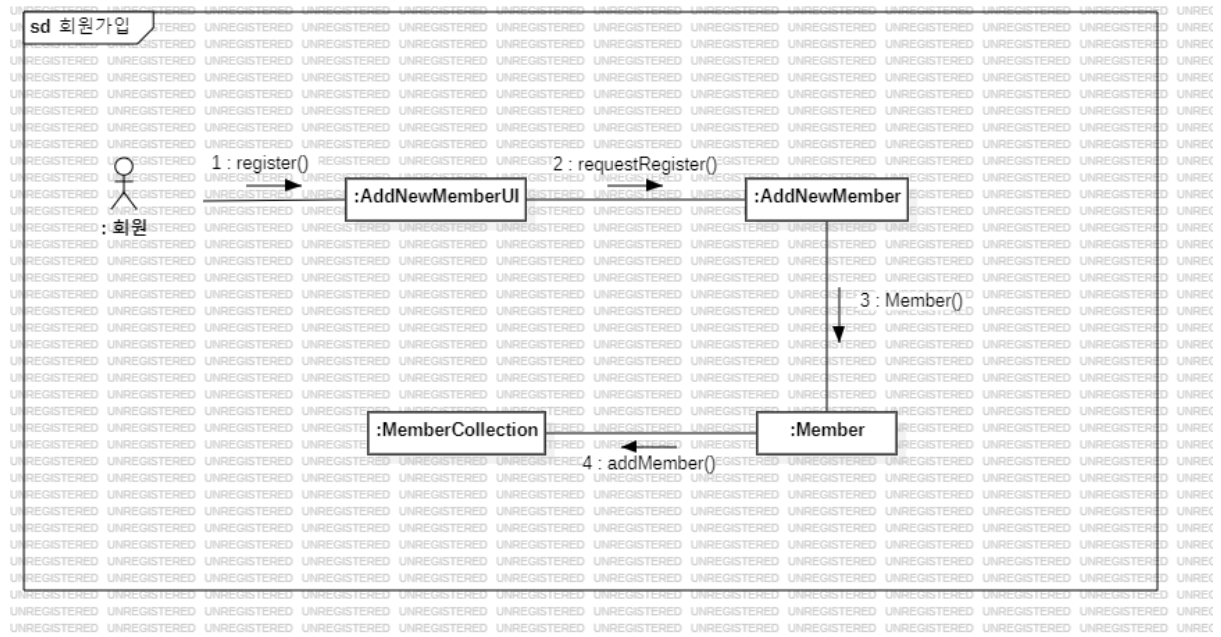 sd 회원가입
1 : register()
2 : requestRegister()
:AddNewMemberUI
:AddNewMember
: 회원
3 : Member()
:MemberCollection
:Member
4 : addMember()
UNREGISTERED